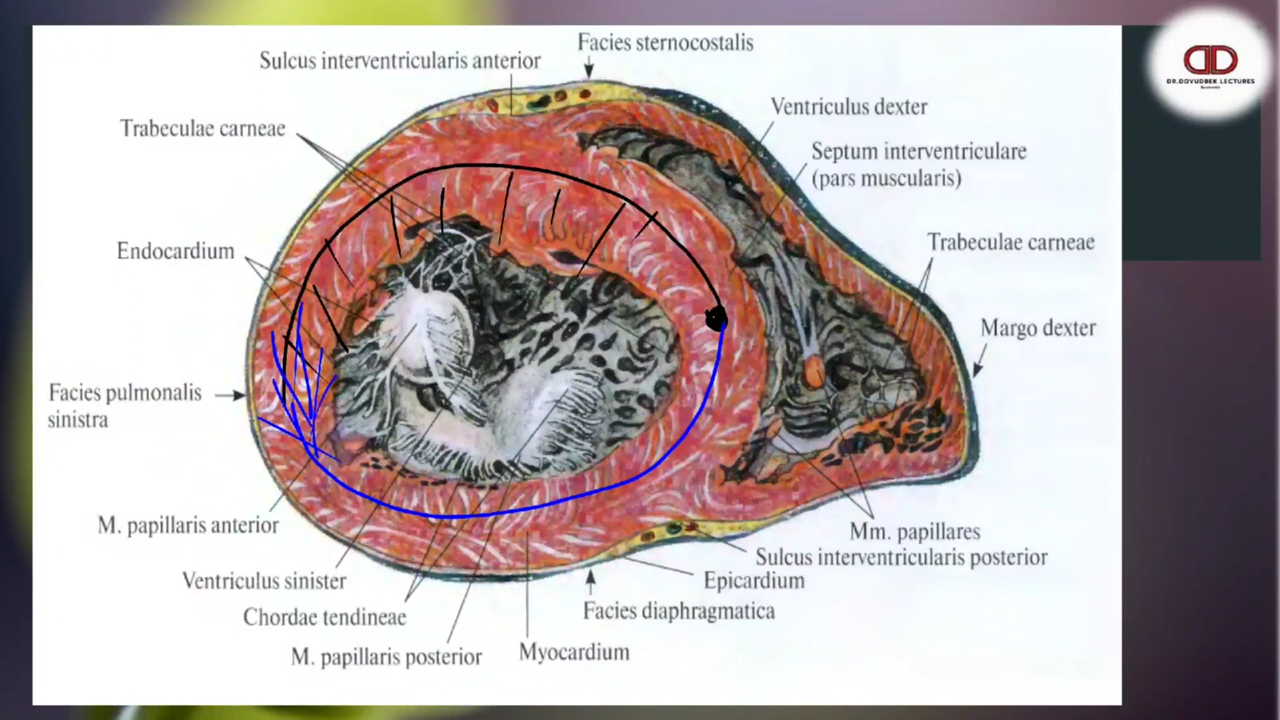 Facies sternocostalis
Sulcus interventricularis anterior
Ventriculus dexter
Trabeculae carneae
Septum interventriculare
(pars muscularis)
Trabeculae carneae
Endocardium
Margo dexter
Facies pulmonalis
sinistra
M. papillaris anterior
Mm. papillares
Sulcus interventricularis posterior
Ventriculus sinister
Epicardium
Chordae tendineae
Facies diaphragmatica
M. papillaris posterior
Myocardium
DR.DOVUDBEK LECTURES